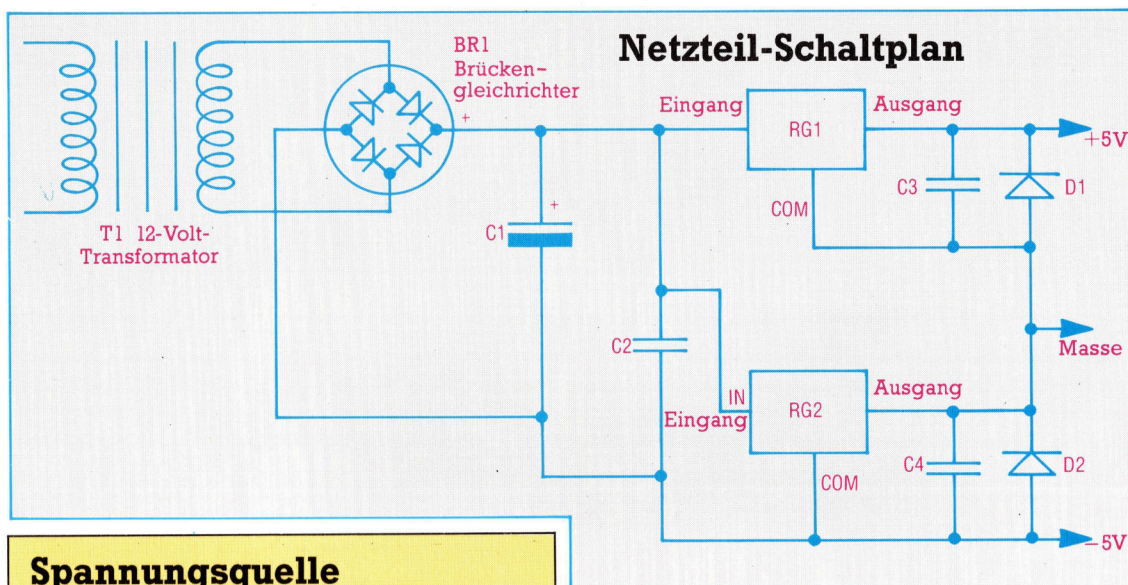 Netzteil-Schaltplan
BR1
Brücken-
gleichrichter
+
T1 12-Volt-
Transformator
+
C1
Eingang
RG1
Ausgang
COM
C3
D1
+5V
C2
Masse
IN
Eingang
RG2
Ausgang
COM
C4
D2
–5V
Spannungsquelle